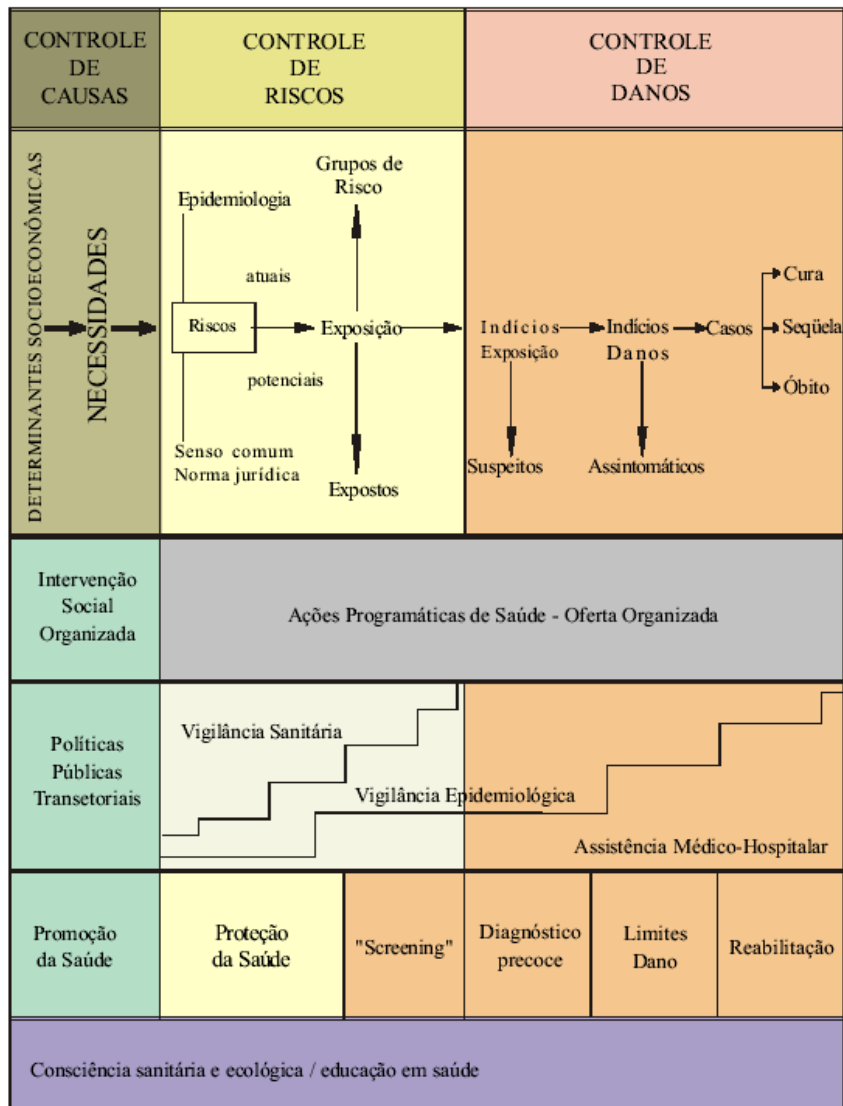 CONTROLE
DE
CAUSAS
CONTROLE
DE
RISCOS
CONTROLE
DE
DANOS
DETERMINANTES SOCIOECONÔMICAS
NECESSIDADES
Epidemiologia
Grupos de
Risco
atuais
Riscos
Exposição
potenciais
Senso comum
Norma jurídica
Expostos
Indícios
Exposição
Indícios
Danos
Casos
Cura
Seqüela
Óbito
Suspeitos
Assintomáticos
Intervenção
Social
Organizada
Ações Programáticas de Saúde - Oferta Organizada
Políticas
Públicas
Transetoriais
Vigilância Sanitária
Vigilância Epidemiológica
Assistência Médico-Hospitalar
Promoção
da Saúde
Proteção
da Saúde
"Screening"
Diagnóstico
precoce
Limites
Dano
Reabilitação
Consciência sanitária e ecológica / educação em saúde